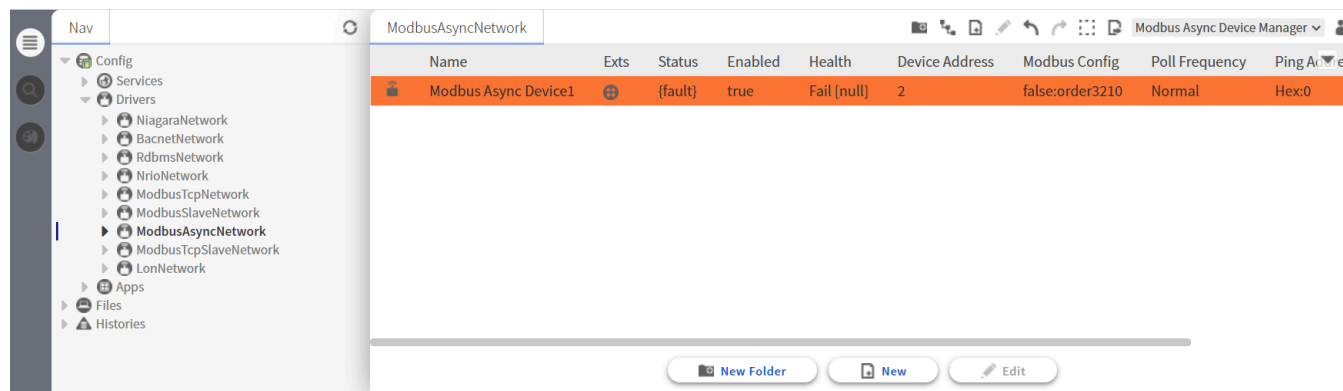 Nav
Config
Services
Drivers
NiagaraNetwork
BacnetNetwork
RdbmsNetwork
NrioNetwork
ModbusTcpNetwork
ModbusSlaveNetwork
ModbusAsyncNetwork
ModbusTcpSlaveNetwork
LonNetwork
Apps
Files
Histories
ModbusAsyncNetwork
Modbus Async Device Manager
Name Exts Status Enabled Health Device Address Modbus Config Poll Frequency Ping
Modbus Async Device1 {fault} true Fail [null] 2 false:order3210 Normal Hex:0
New Folder New Edit